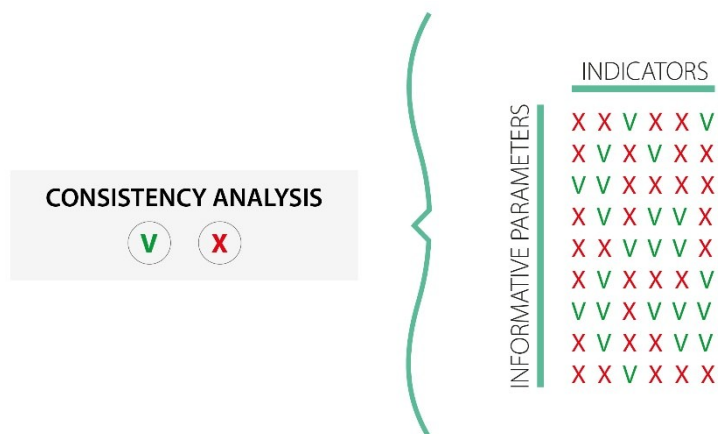 CONSISTENCY ANALYSIS
V X
INDICATORS
INFORMATIVE PARAMETERS
X X V X X V
X V X V X X
V V X X X X
X V X V V X
X X V V V X
X V X X X V
V V X V V V
X V X X V V
X X V X X X